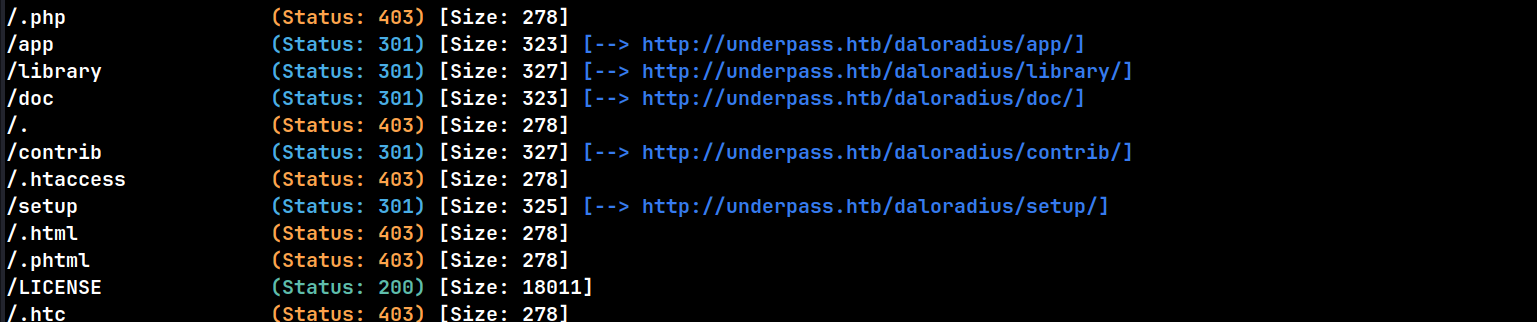 /.php (Status: 403) [Size: 278]
/app (Status: 301) [Size: 323] [--> http://underpass.htb/daloradius/app/]
/library (Status: 301) [Size: 327] [--> http://underpass.htb/daloradius/library/]
/doc (Status: 301) [Size: 323] [--> http://underpass.htb/daloradius/doc/]
/. (Status: 403) [Size: 278]
/contrib (Status: 301) [Size: 327] [--> http://underpass.htb/daloradius/contrib/]
/.htaccess (Status: 403) [Size: 278]
/setup (Status: 301) [Size: 325] [--> http://underpass.htb/daloradius/setup/]
/.html (Status: 403) [Size: 278]
/.phtml (Status: 403) [Size: 278]
/LICENSE (Status: 200) [Size: 18011]
/.htc (Status: 403) [Size: 278]